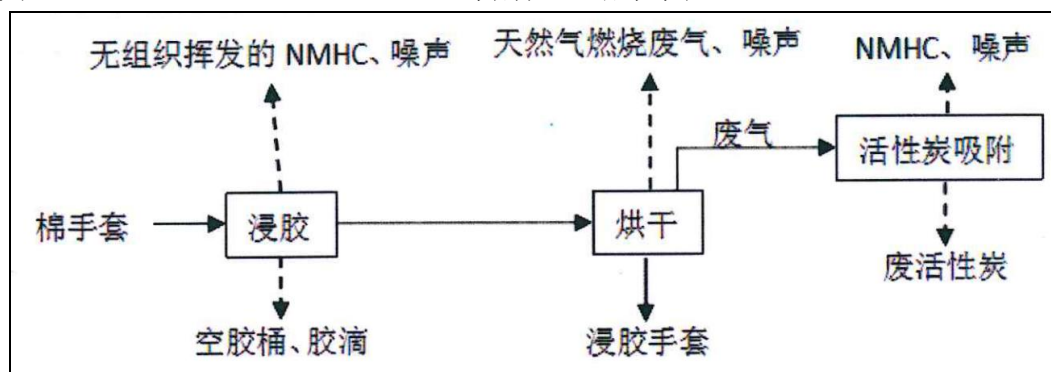 无组织挥发的 NMHC、噪声
天然气燃烧废气、噪声
NMHC、噪声
废气
活性炭吸附
棉手套
浸胶
烘干
废活性炭
空胶桶、胶滴
浸胶手套